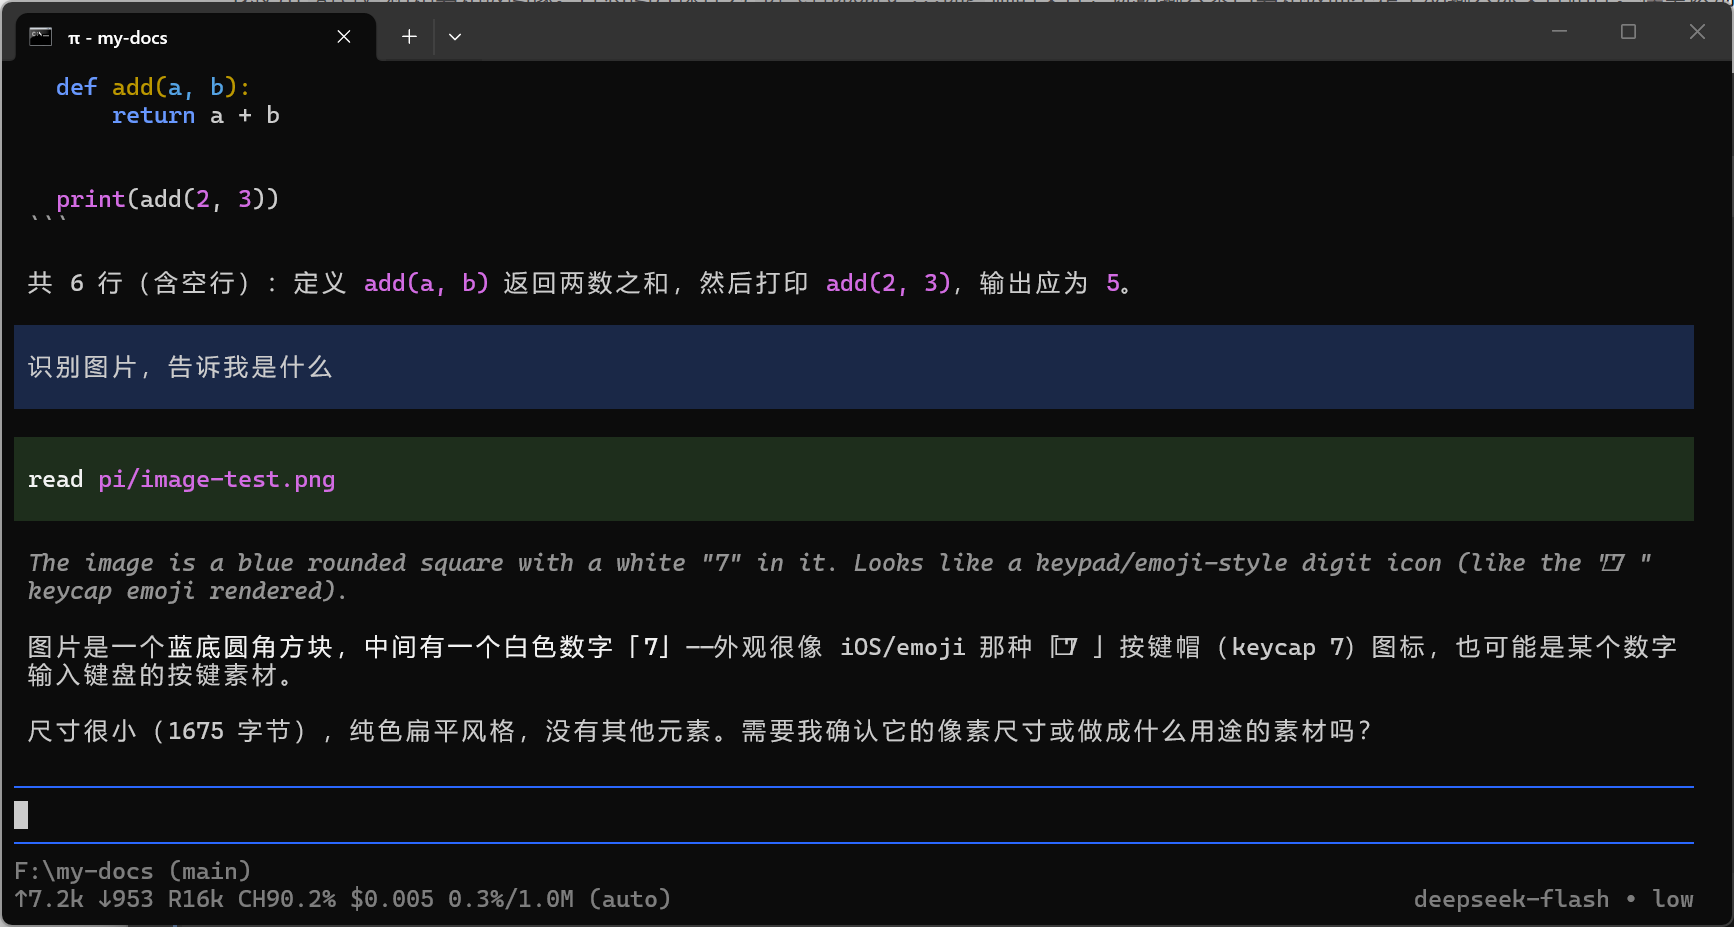 π - my-docs
def add(a, b):
    return a + b
print(add(2, 3))
```
共 6 行（含空行）：定义 add(a, b) 返回两数之和，然后打印 add(2, 3)，输出应为 5。
识别图片，告诉我是什么
read pi/image-test.png
The image is a blue rounded square with a white "7" in it. Looks like a keypad/emoji-style digit icon (like the "7️⃣ "
keycap emoji rendered).
图片是一个蓝底圆角方块，中间有一个白色数字「7」——外观很像 iOS/emoji 那种「7️⃣ 」按键帽（keycap 7）图标，也可能是某个数字
输入键盘的按键素材。
尺寸很小（1675 字节），纯色扁平风格，没有其他元素。需要我确认它的像素尺寸或做成什么用途的素材吗？
F:\my-docs (main)
↑7.2k ↓953 R16k CH90.2% $0.005 0.3%/1.0M (auto)
deepseek-flash • low